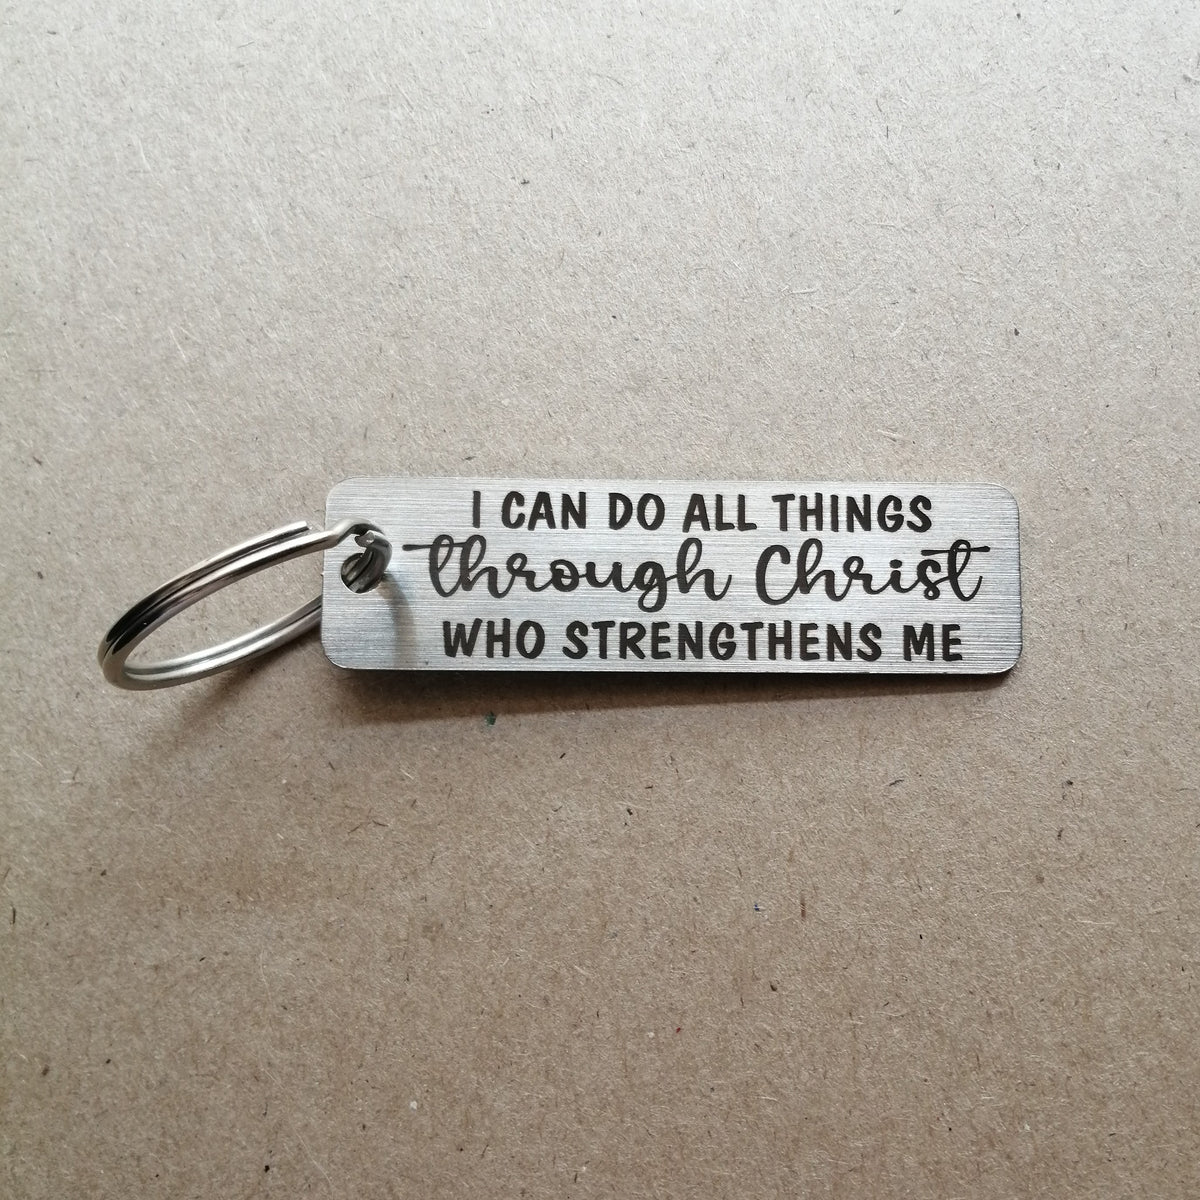 I CAN DO ALL THINGS
through Christ
WHO STRENGTHENS ME